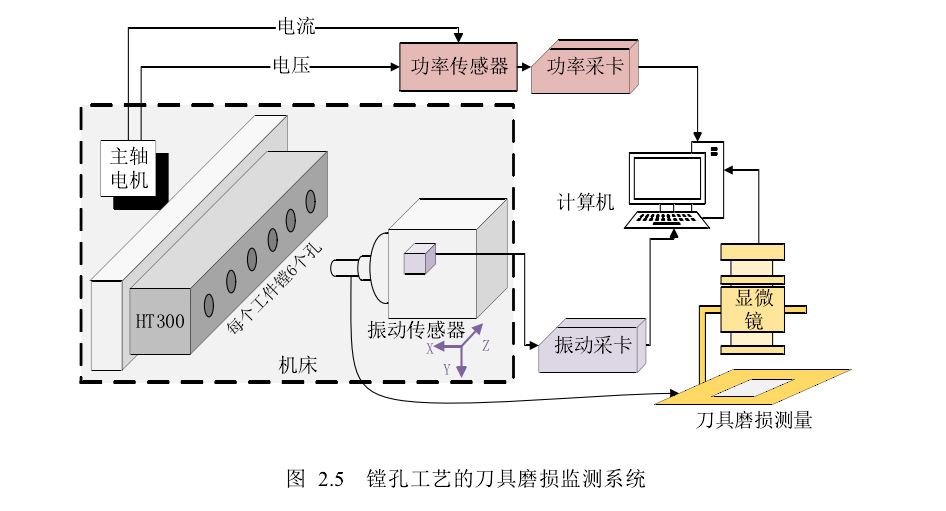 电流
电压
功率传感器
功率采卡
主轴
电机
计算机
HT300
每个工件镗6个孔
振动传感器
X
Y
Z
机床
振动采卡
显微
镜
刀具磨损测量
图 2.5 镗孔工艺的刀具磨损监测系统